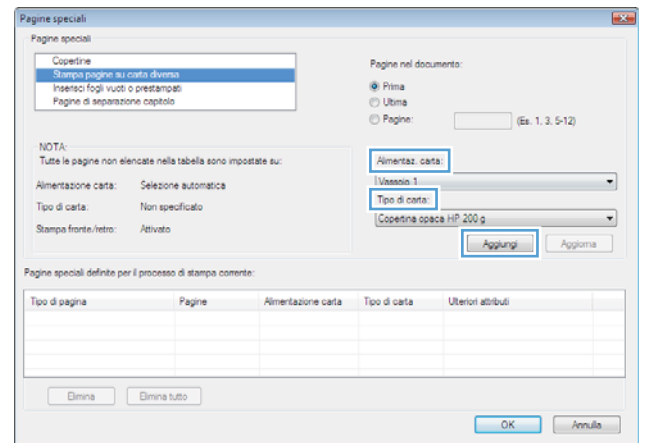 Pagine speciali
Pagine speciali
Copertine
Stampa pagine su carta diversa
Inserisci fogli vuoti o prestampati
Pagine di separazione capitolo
Pagine nel documento:
Prima
Ultima
Pagine: (Es. 1, 3, 5-12)
NOTA:
Tutte le pagine non elencate nella tabella sono impostate su:
Alimentazione carta: Selezione automatica
Tipo di carta: Non specificato
Stampa fronte/retro: Attivato
Alimentaz. carta:
Vassoio 1
Tipo di carta:
Copertina opaca HP 200 g
Aggiungi Aggiorna
Pagine speciali definite per il processo di stampa corrente:
Tipo di pagina Pagine Alimentazione carta Tipo di carta Ulteriori attributi
Elimina Elimina tutto
OK Annulla